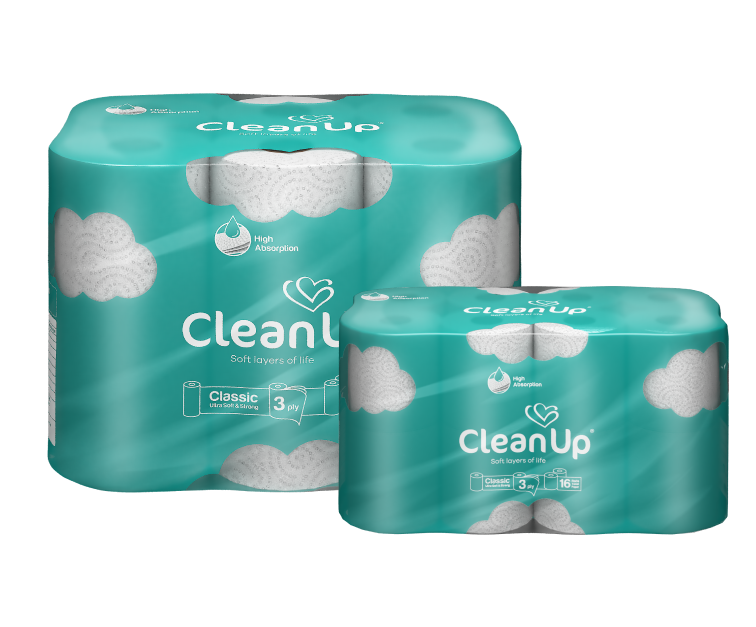 CleanUp®
High
Absorption
CleanU
Soft layers of life
Classic
Ultra Soft & Strong
3 ply
CleanUp®
High
Absorption
CleanUp®
Soft layers of life
Classic
3 ply
16